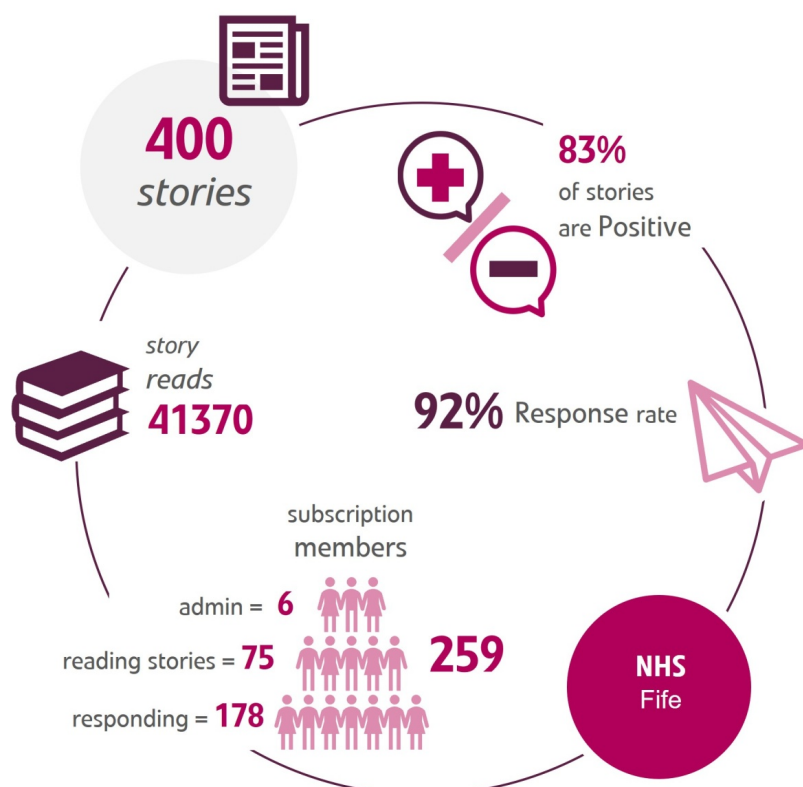 400
stories
83%
of stories
are Positive
story
reads
41370
92% Response rate
subscription
members
admin = 6
reading stories = 75
259
responding = 178
NHS
Fife